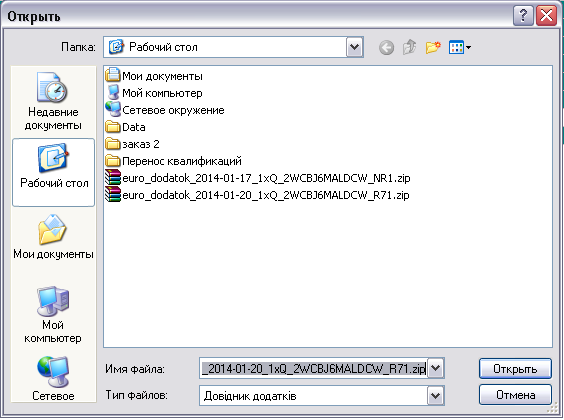 Открыть
Папка:
Рабочий стол
Недавние
документы
Рабочий стол
Мои документы
Мой
компьютер
Сетевое
Мои документы
Мой компьютер
Сетевое окружение
Data
заказ 2
Перенос квалификаций
euro_dodatok_2014-01-17_1xQ_2WCBJ6MALDCW_NR1.zip
euro_dodatok_2014-01-20_1xQ_2WCBJ6MALDCW_R71.zip
Имя файла:
_2014-01-20_1xQ_2WCBJ6MALDCW_R71.zip
Открыть
Тип файлов:
Довідник додатків
Отмена